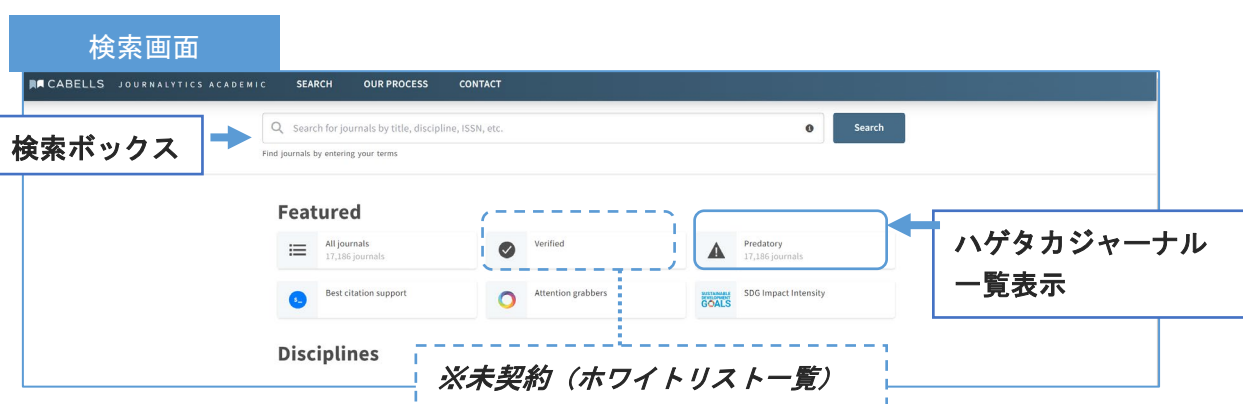 検索画面
CABELLS JOURNALYTICS ACADEMIC SEARCH OUR PROCESS CONTACT
検索ボックス
Search for journals by title, discipline, ISSN, etc.
Search
Find journals by entering your terms
Featured
All journals
17,186 journals
Verified
Predatory
17,186 journals
ハゲタカジャーナル
一覧表示
Best citation support
Attention grabbers
SUSTAINABLE
DEVELOPMENT
GOALS
SDG Impact Intensity
Disciplines
※未契約（ホワイトリスト一覧）